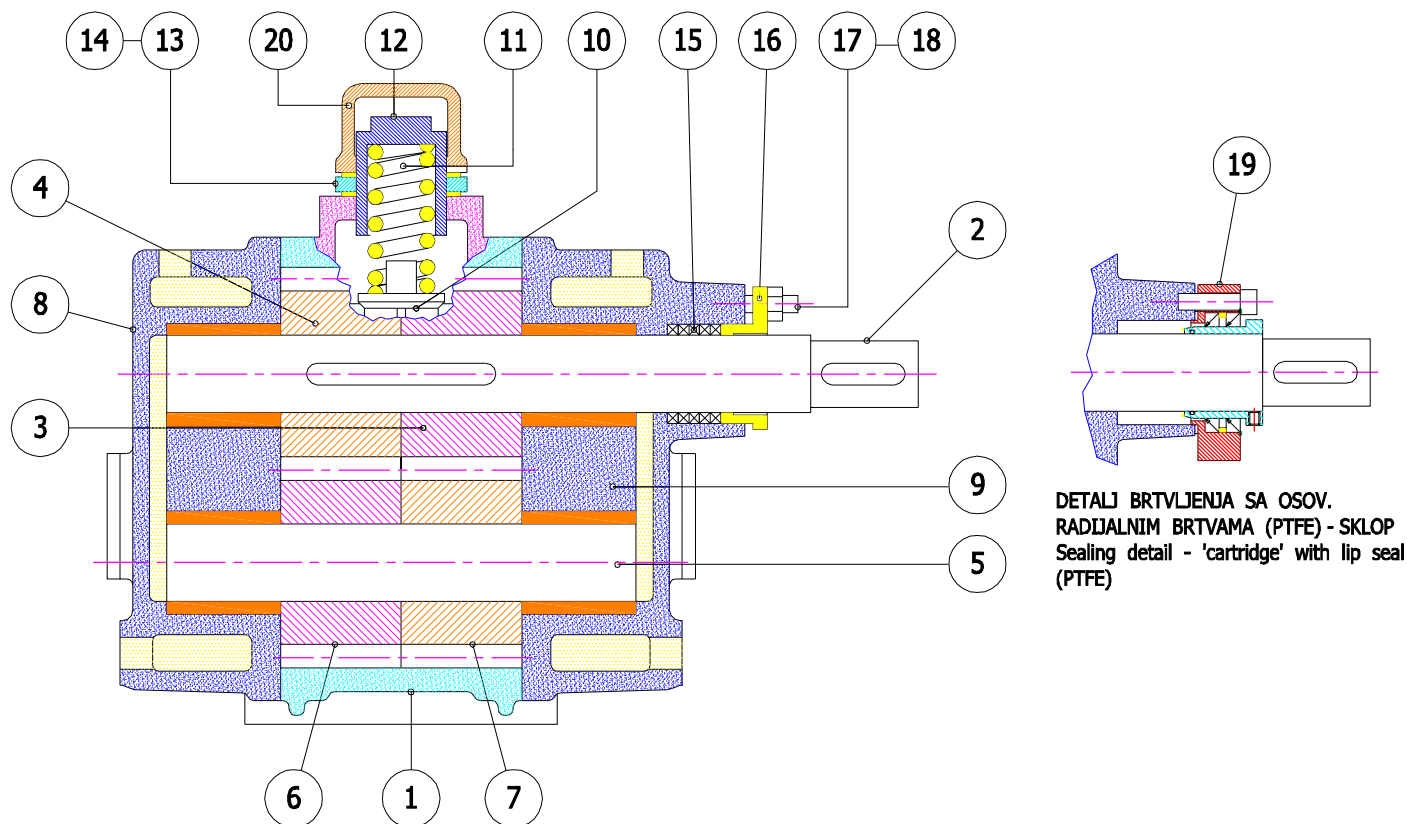 14 13 20 12 11 10 15 16 17 18
19
4
2
8
3
9
5
6 1 7
DETALJ BRTVLJENJA SA OSOV.
RADIJALNIM BRTVAMA (PTFE) - SKLOP
Sealing detail - 'cartridge' with lip seal
(PTFE)